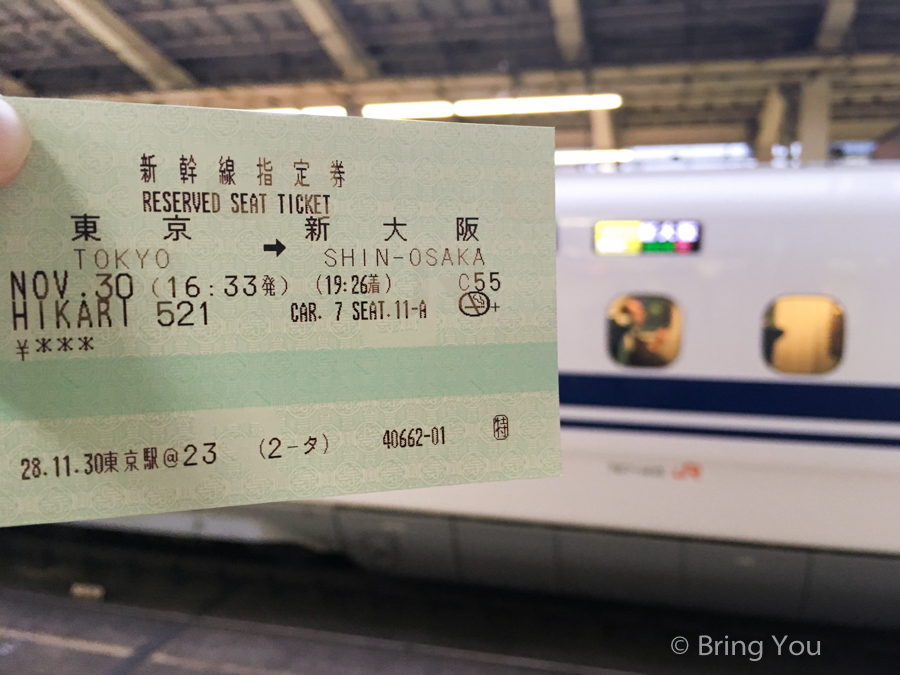 新幹線指定券
RESERVED SEAT TICKET
東京 → 新大阪
TOKYO SHIN-OSAKA
NOV.30 (16:33発) (19:26着) C55
HIKARI 521 CAR. 7 SEAT.11-A
¥***
28.11.30東京駅@23 (2-タ) 40662-01 特
JR
© Bring You